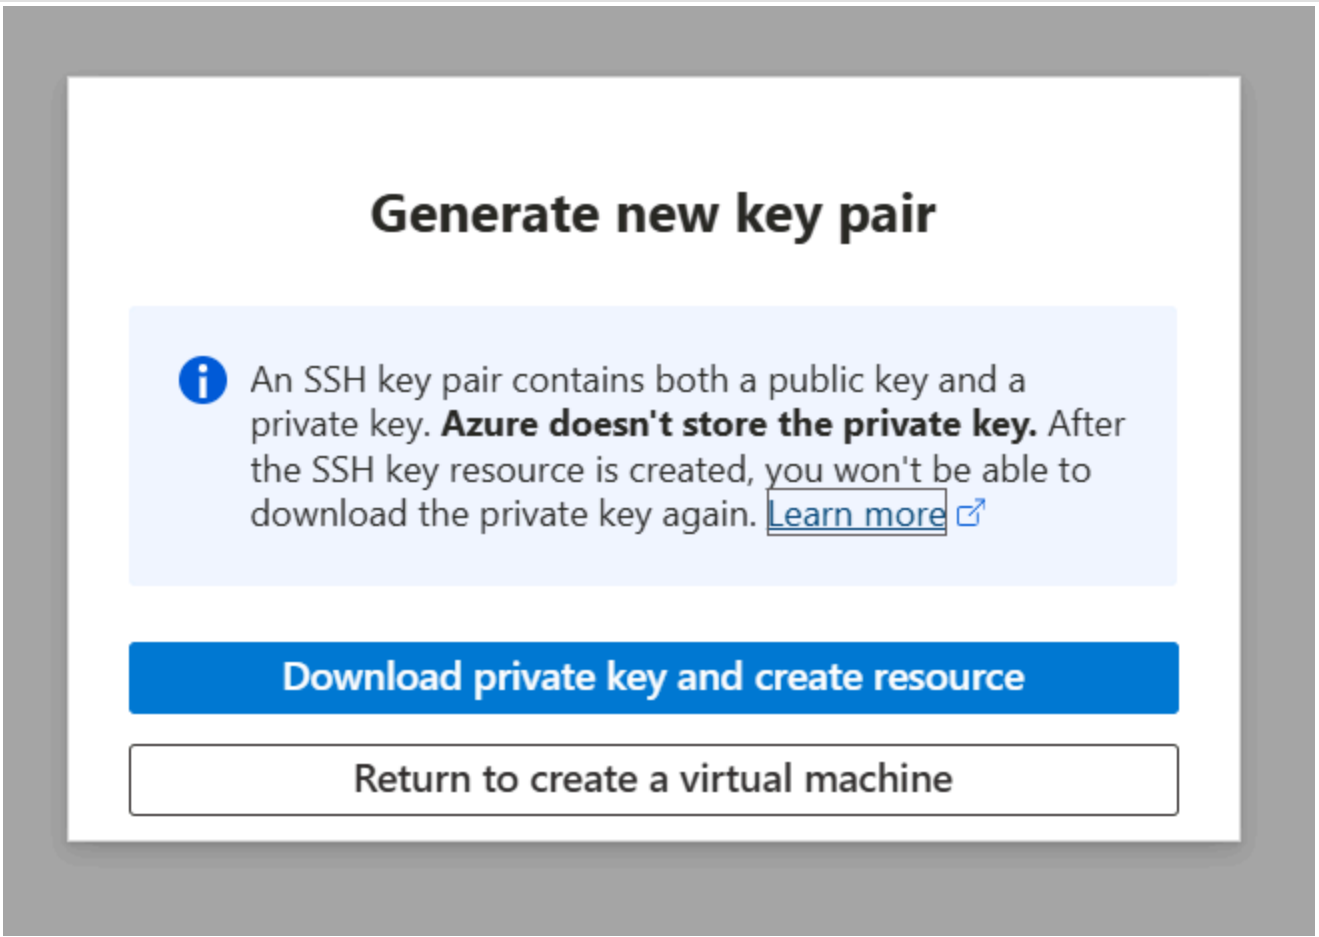 Generate new key pair
An SSH key pair contains both a public key and a
private key. Azure doesn't store the private key. After
the SSH key resource is created, you won't be able to
download the private key again. Learn more
Download private key and create resource
Return to create a virtual machine